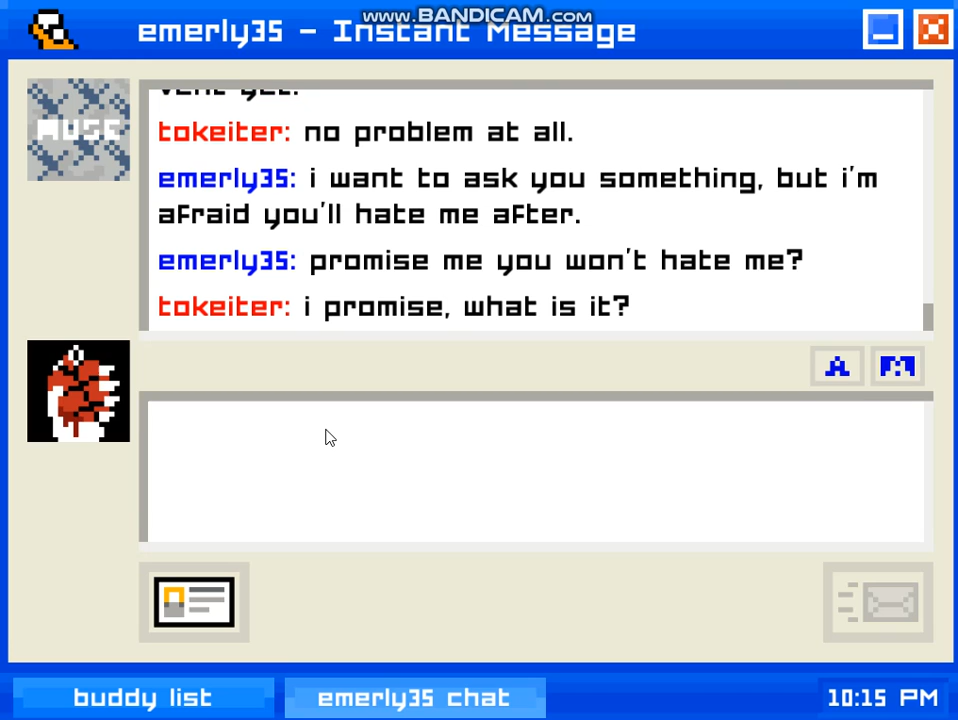 www.BANDICAM.com
emerly35 – Instant Message
vent yet.
MUSE
tokeiter: no problem at all.
emerly35: i want to ask you something, but i'm
afraid you'll hate me after.
emerly35: promise me you won't hate me?
tokeiter: i promise, what is it?
A
buddy list
emerly35 chat
10:15 PM